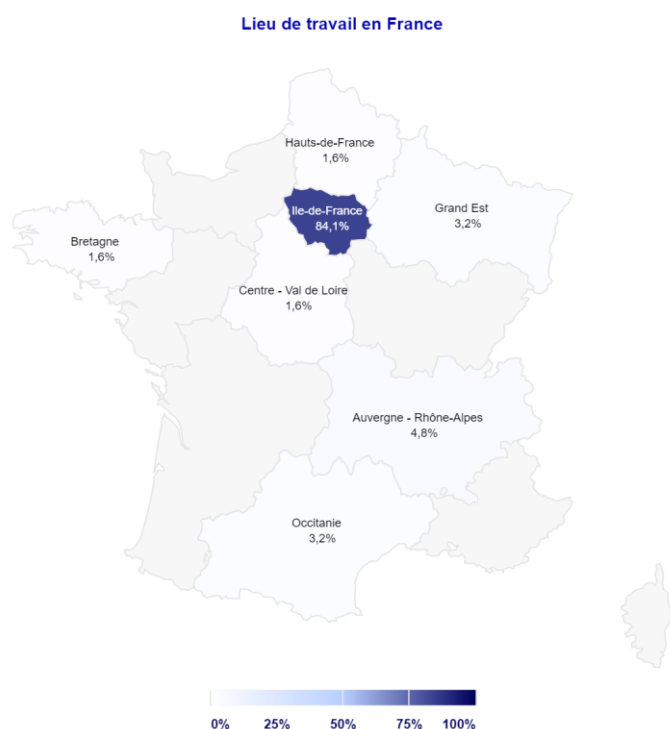 Lieu de travail en France
Hauts-de-France
1,6%
Ile-de-France
84,1%
Grand Est
3,2%
Bretagne
1,6%
Centre - Val de Loire
1,6%
Auvergne - Rhône-Alpes
4,8%
Occitanie
3,2%
0% 25% 50% 75% 100%